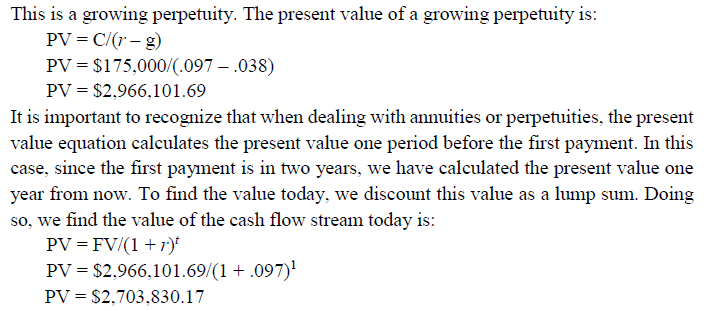 This is a growing perpetuity. The present value of a growing perpetuity is:
PV = C/(r – g)
PV = $175,000/(.097 – .038)
PV = $2,966,101.69
It is important to recognize that when dealing with annuities or perpetuities, the present
value equation calculates the present value one period before the first payment. In this
case, since the first payment is in two years, we have calculated the present value one
year from now. To find the value today, we discount this value as a lump sum. Doing
so, we find the value of the cash flow stream today is:
PV = FV/(1 + r)ᵗ
PV = $2,966,101.69/(1 + .097)¹
PV = $2,703,830.17